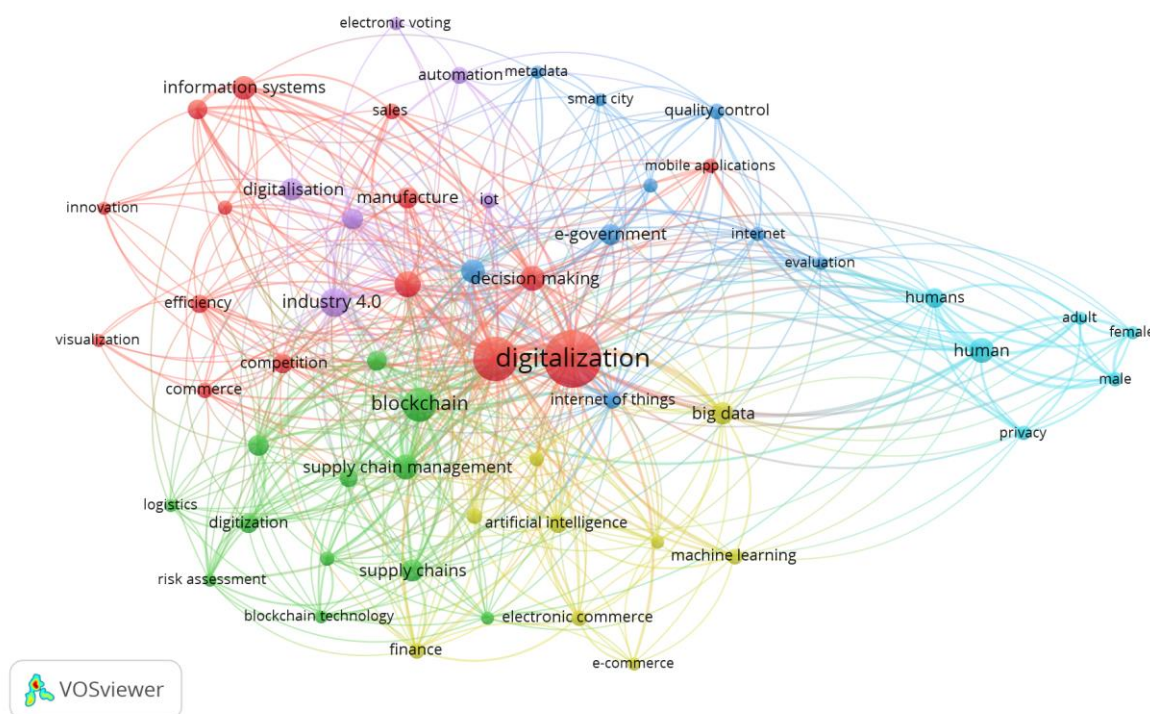 electronic voting
automation
metadata
information systems
smart city
sales
quality control
mobile applications
digitalisation
manufacture
iot
innovation
e-government
internet
evaluation
decision making
industry 4.0
efficiency
humans
adult
female
visualization
human
digitalization
competition
male
commerce
blockchain
internet of things
big data
privacy
supply chain management
logistics
digitization
artificial intelligence
machine learning
supply chains
risk assessment
blockchain technology
electronic commerce
finance
e-commerce
VOSviewer